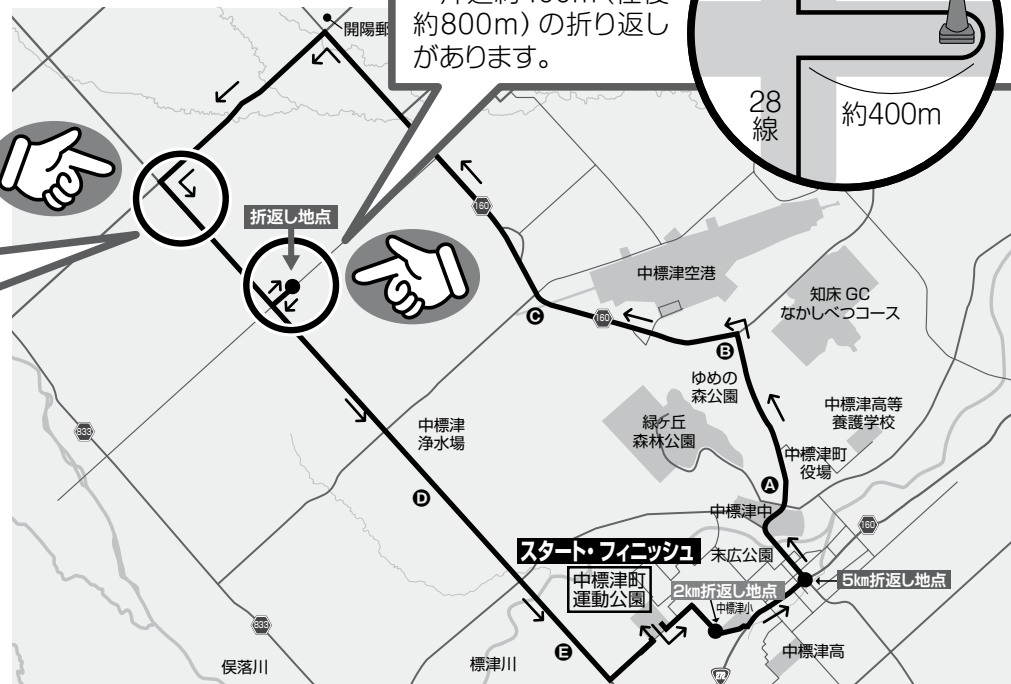 約800m）の折り返し
があります。
28
線
約400m
開陽郵
折返し地点
160
中標津空港
知床 GC
なかしべつコース
160
C
B
ゆめの
森公園
緑ケ丘
森林公園
中標津高等
養護学校
中標津町
役場
833
中標津
浄水場
D
A
中標津中
160
スタート・フィニッシュ
末広公園
中標津町
運動公園
2km折返し地点
5km折返し地点
中標津小
833
E
俣落川
標津川
中標津高